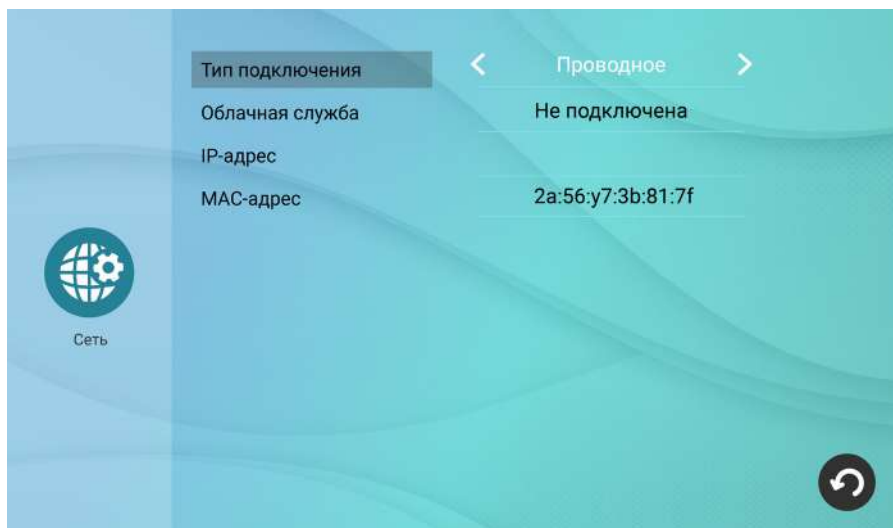 Тип подключения
Проводное
Облачная служба
Не подключена
IP-адрес
MAC-адрес
2a:56:y7:3b:81:7f
Сеть